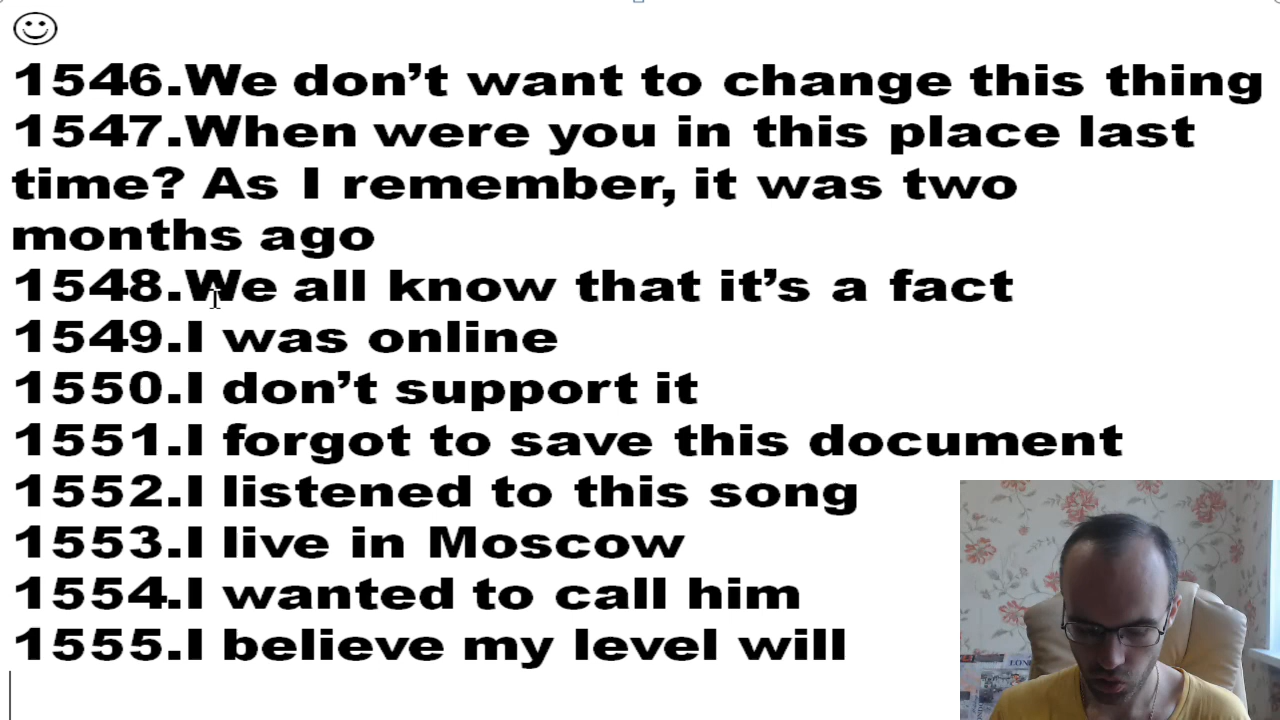 1546.We don’t want to change this thing
1547.When were you in this place last
time? As I remember, it was two
months ago
1548.We all know that it’s a fact
1549.I was online
1550.I don’t support it
1551.I forgot to save this document
1552.I listened to this song
1553.I live in Moscow
1554.I wanted to call him
1555.I believe my level will